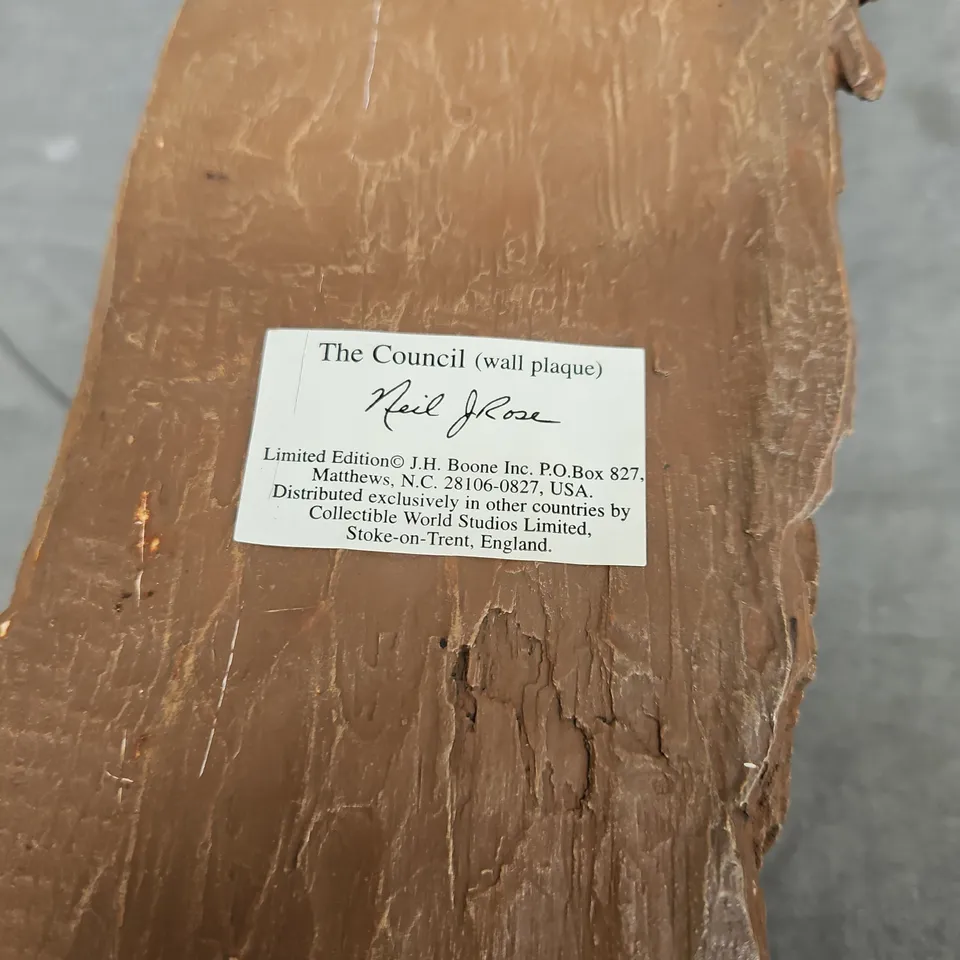 The Council (wall plaque)
Neil J Rose
Limited Edition© J.H. Boone Inc. P.O.Box 827,
Matthews, N.C. 28106-0827, USA.
Distributed exclusively in other countries by
Collectible World Studios Limited,
Stoke-on-Trent, England.